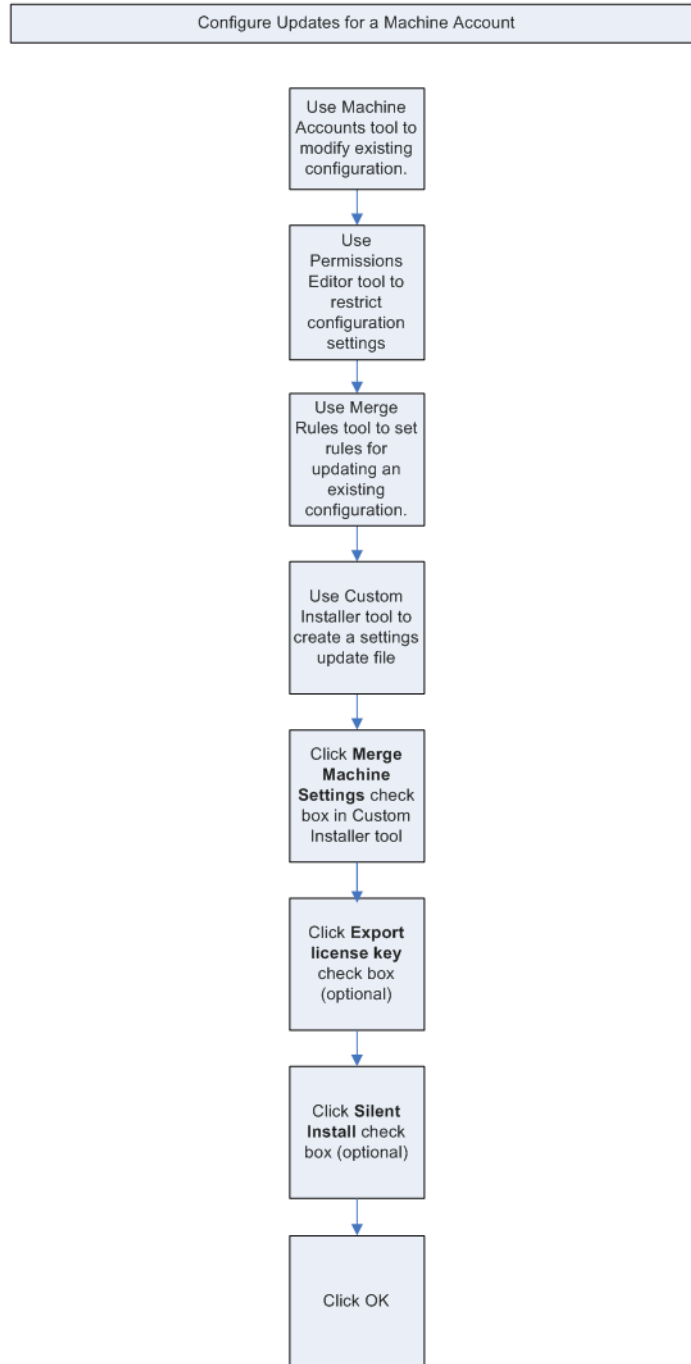 Configure Updates for a Machine Account
Use Machine
Accounts tool to
modify existing
configuration.
Use
Permissions
Editor tool to
restrict
configuration
settings
Use Merge
Rules tool to set
rules for
updating an
existing
configuration.
Use Custom
Installer tool to
create a settings
update file
Click Merge
Machine
Settings check
box in Custom
Installer tool
Click Export
license key
check box
(optional)
Click Silent
Install check
box (optional)
Click OK